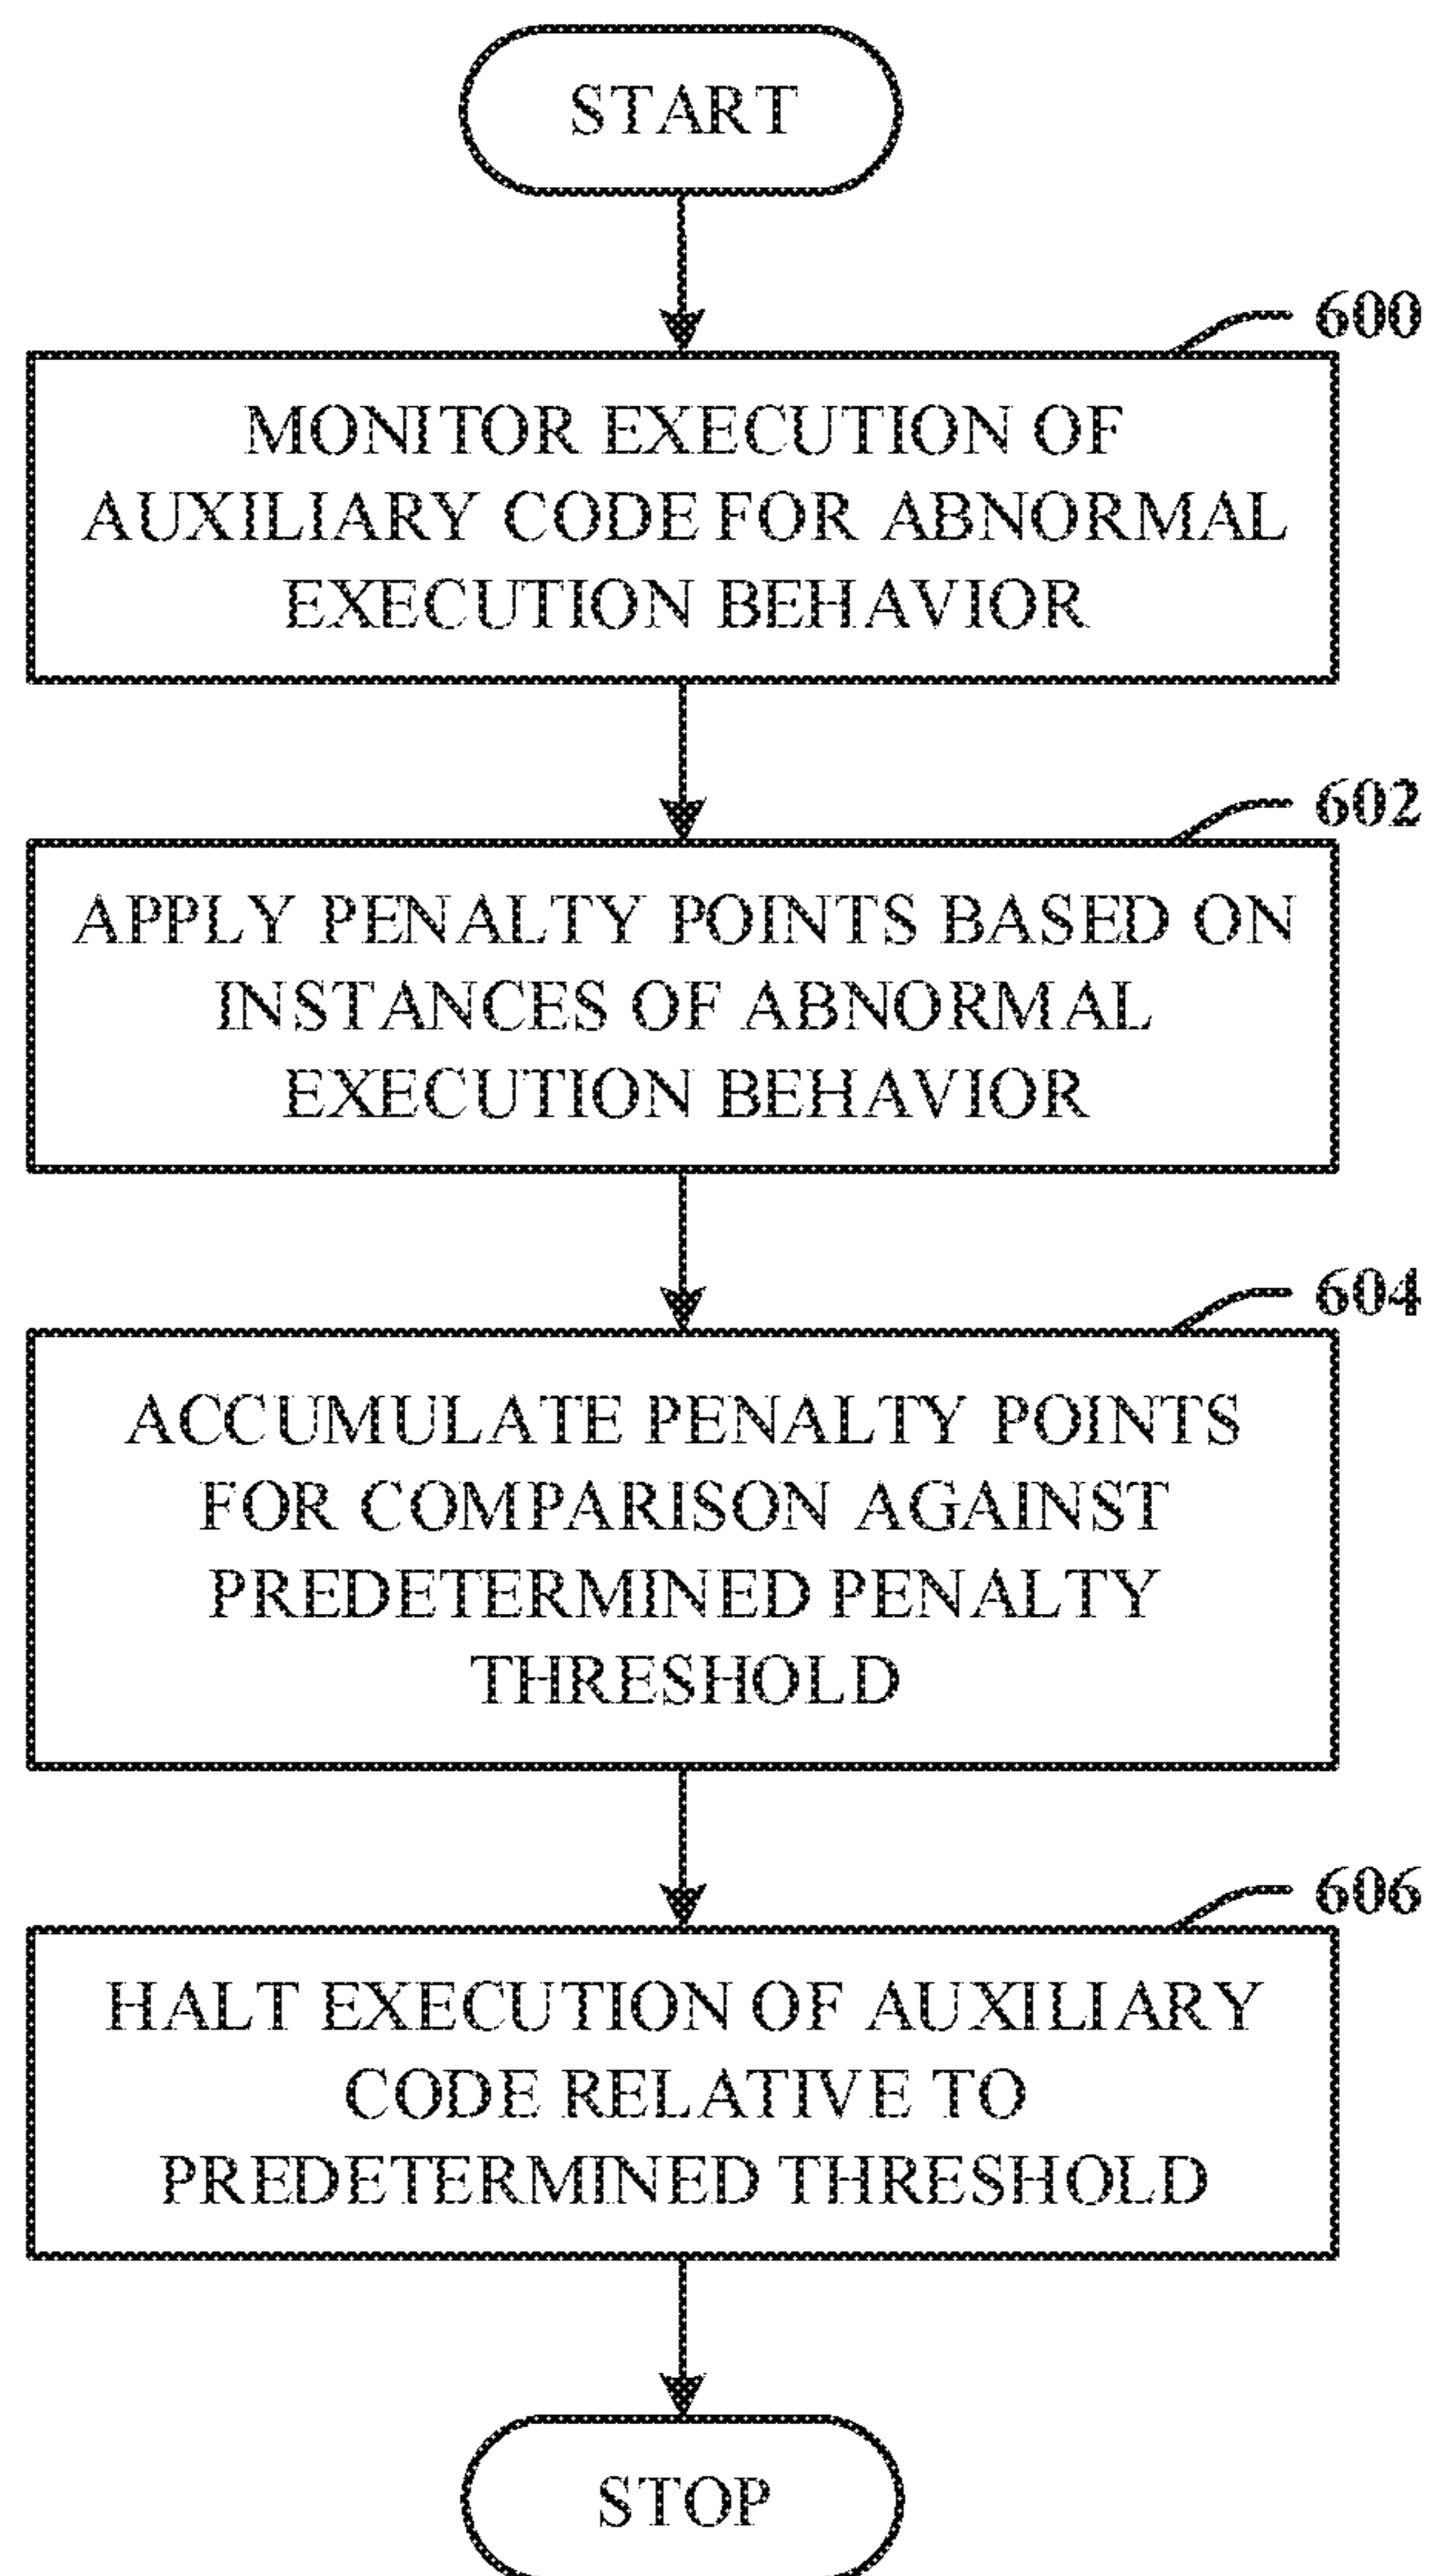 START
600
MONITOR EXECUTION OF
AUXILIARY CODE FOR ABNORMAL
EXECUTION BEHAVIOR
602
APPLY PENALTY POINTS BASED ON
INSTANCES OF ABNORMAL
EXECUTION BEHAVIOR
604
ACCUMULATE PENALTY POINTS
FOR COMPARISON AGAINST
PREDETERMINED PENALTY
THRESHOLD
606
HALT EXECUTION OF AUXILIARY
CODE RELATIVE TO
PREDETERMINED THRESHOLD
STOP